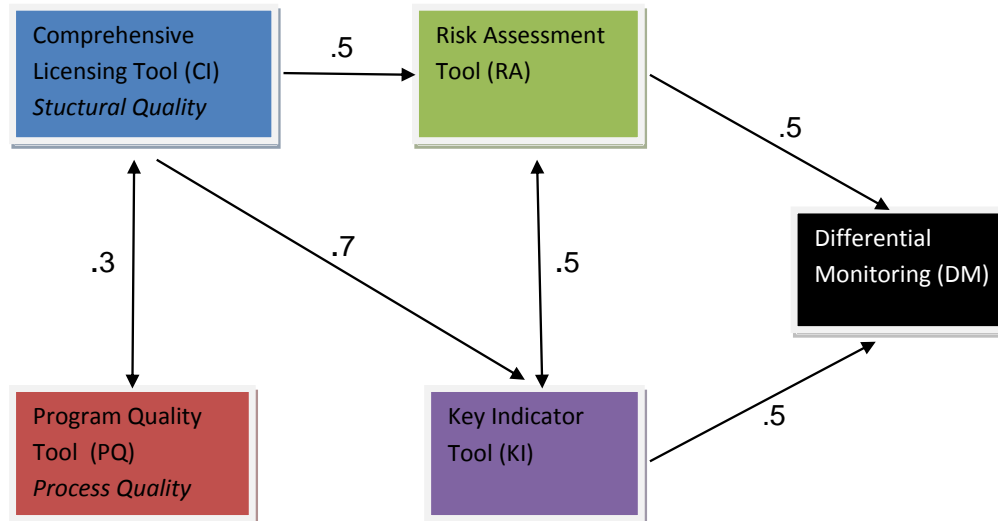 Comprehensive
Licensing Tool (CI)
Stuctural Quality
.5
Risk Assessment
Tool (RA)
.5
Differential
Monitoring (DM)
.3
.7
.5
Program Quality
Tool (PQ)
Process Quality
Key Indicator
Tool (KI)
.5